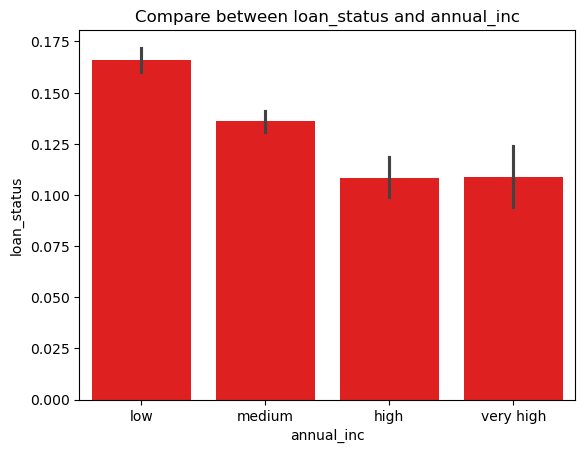 Compare between loan_status and annual_inc
loan_status
0.175
0.150
0.125
0.100
0.075
0.050
0.025
0.000
low medium high very high
annual_inc